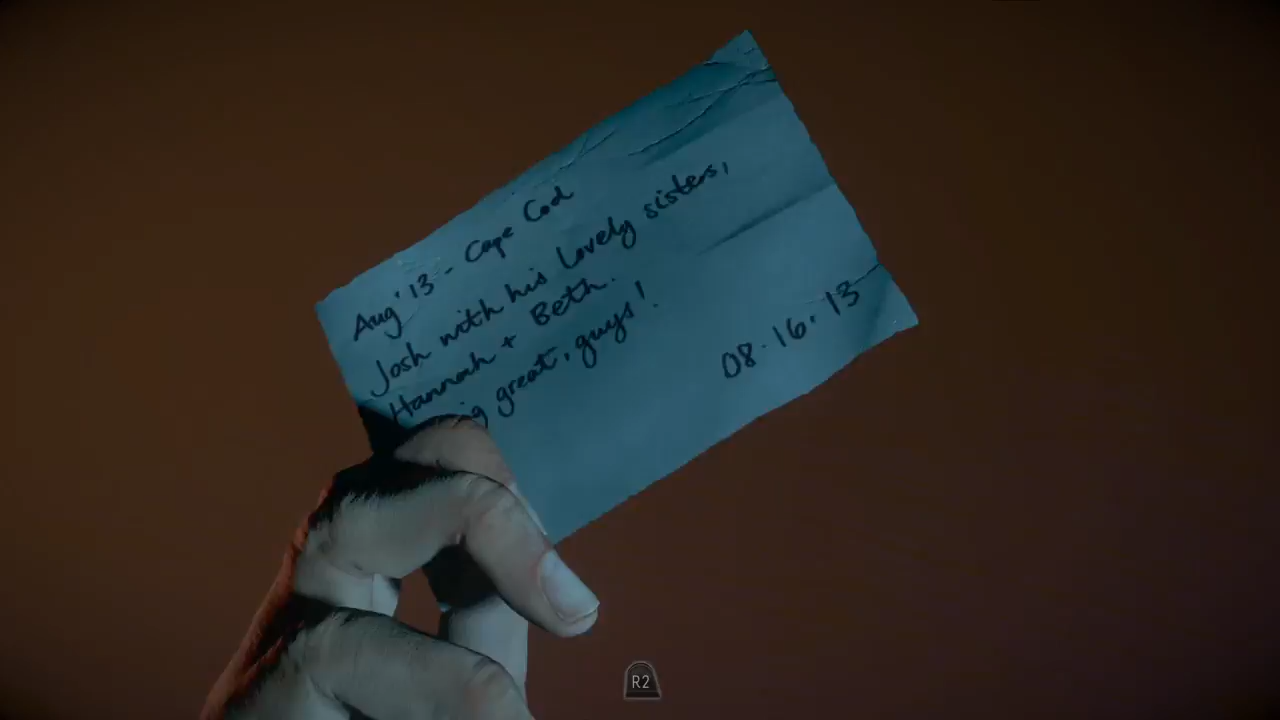 Aug '13 - Cape Cod
Josh with his lovely sisters,
Hannah + Beth.
great, guys!
08.16.13
R2